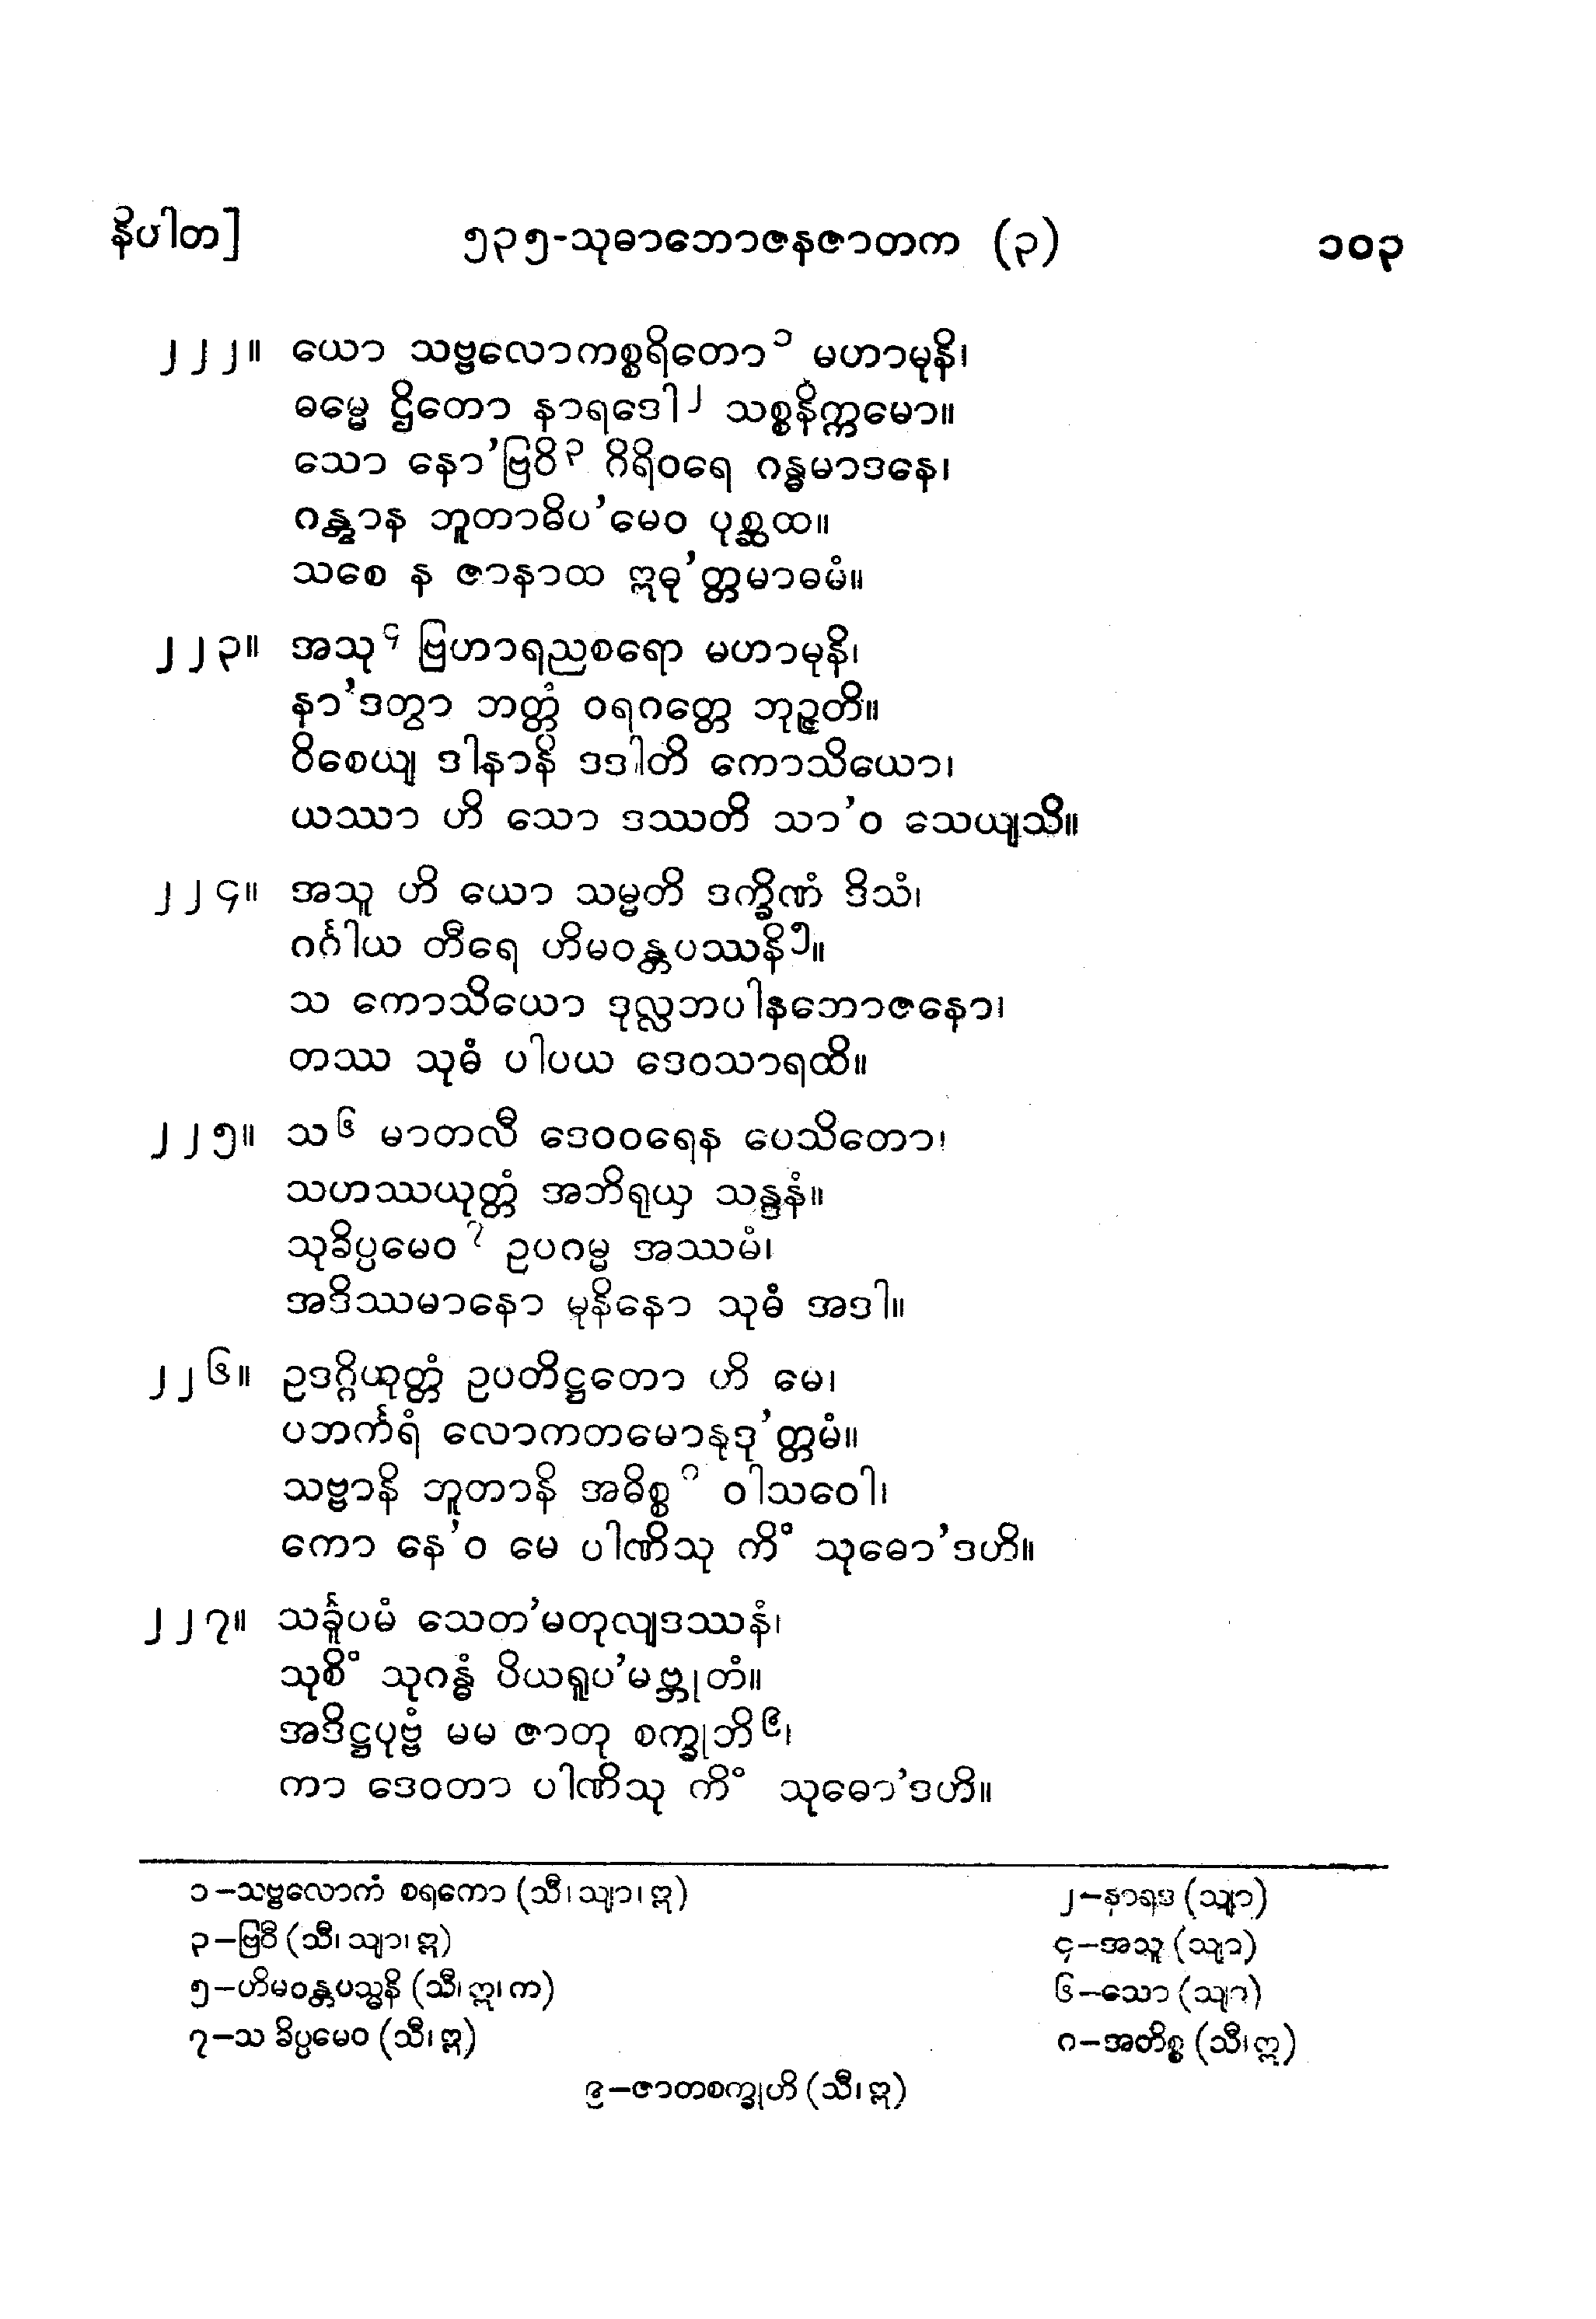 နိပါတ] ၅၃၅-သုဓာဘောဇနဇာတက (၃) ၁၀၃
၂၂၂။ ယော သဗ္ဗလောကစ္စရိတော၁ မဟာမုနိ၊
ဓမ္မေ ဌိတော နာရဒေါ၂ သစ္စနိက္ကမော။
သော နော’ဗြဝိ၃ ဂိရိဝရေ ဂန္ဓမာဒနေ၊
ဂန္တွာန ဘူတာဓိပ’မေဝ ပုစ္ဆထ။
သစေ န ဇာနာထ ဣဓု’တ္တမာဓမံ။
၂၂၃။ အသု၄ ဗြဟာရညစရော မဟာမုနိ၊
နာ’ဒတွာ ဘတ္တံ ဝရဂတ္တေ ဘုဉ္ဇတိ။
ဝိစေယျ ဒါနာနိ ဒဒါတိ ကောသိယော၊
ယဿာ ဟိ သော ဒဿတိ သာ’ဝ သေယျသိ။
၂၂၄။ အသူ ဟိ ယော သမ္မတိ ဒက္ခိဏံ ဒိသံ၊
ဂင်္ဂါယ တီရေ ဟိမဝန္တပဿနိ၅။
သ ကောသိယော ဒုလ္လဘပါနဘောဇနော၊
တဿ သုဓံ ပါပယ ဒေဝသာရထိ။
၂၂၅။ သ၆ မာတလီ ဒေဝဝရေန ပေသိတော၊
သဟဿယုတ္တံ အဘိရုယှ သန္ဒနံ။
သုခိပ္ပမေဝ၇ ဥပဂမ္မ အဿမံ၊
အဒိဿမာနော မုနိနော သုဓံ အဒါ။
၂၂၆။ ဥဒဂ္ဂိယုတ္တံ ဥပတိဋ္ဌတော ဟိ မေ၊
ပဘင်္ကရံ လောကတမောနုဒု’တ္တမံ။
သဗ္ဗာနိ ဘူတာနိ အဓိစ္စ၈ ဝါသဝေါ၊
ကော နေ’ဝ မေ ပါဏိသု ကိံ သုဓော’ဒဟိ။
၂၂၇။ သင်္ခူပမံ သေတ’မတုလျဒဿနံ၊
သုစိံ သုဂန္ဓံ ပိယရူပ’မဗ္ဘုတံ။
အဒိဋ္ဌပုဗ္ဗံ မမ ဇာတု စက္ခုဘိ၉၊
ကာ ဒေဝတာ ပါဏိသု ကိံ သုဓော’ဒဟိ။
၁–သဗ္ဗလောကံ စရကော (သီ၊ သျာ၊ ဣ) ၂–နာရဒ (သျာ)
၃–ဗြဝီ (သီ၊ သျာ၊ ဣ) ၄–အသူ (သျာ)
၅–ဟိမဝန္တပသ္မနိ (သီ၊ ဣ၊ က) ၆–သော (သျာ)
၇–သ ခိပ္ပမေဝ (သီ၊ ဣ) ၈–အတိစ္စ (သီ၊ ဣ)
၉–ဇာတစက္ခုဟိ (သီ၊ ဣ)